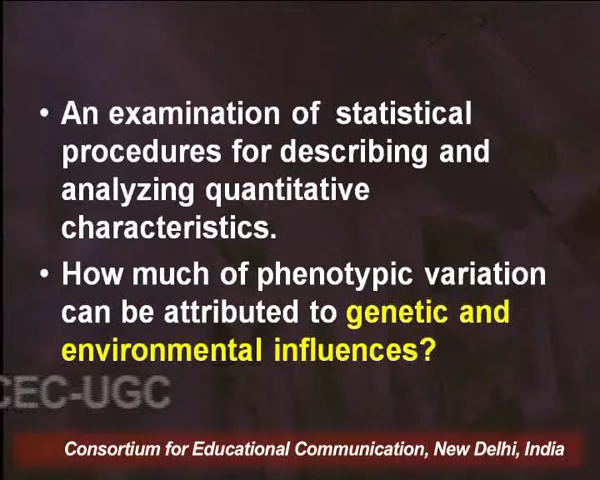 • An examination of statistical
procedures for describing and
analyzing quantitative
characteristics.
• How much of phenotypic variation
can be attributed to genetic and
environmental influences?
CEC-UGC
Consortium for Educational Communication, New Delhi, India